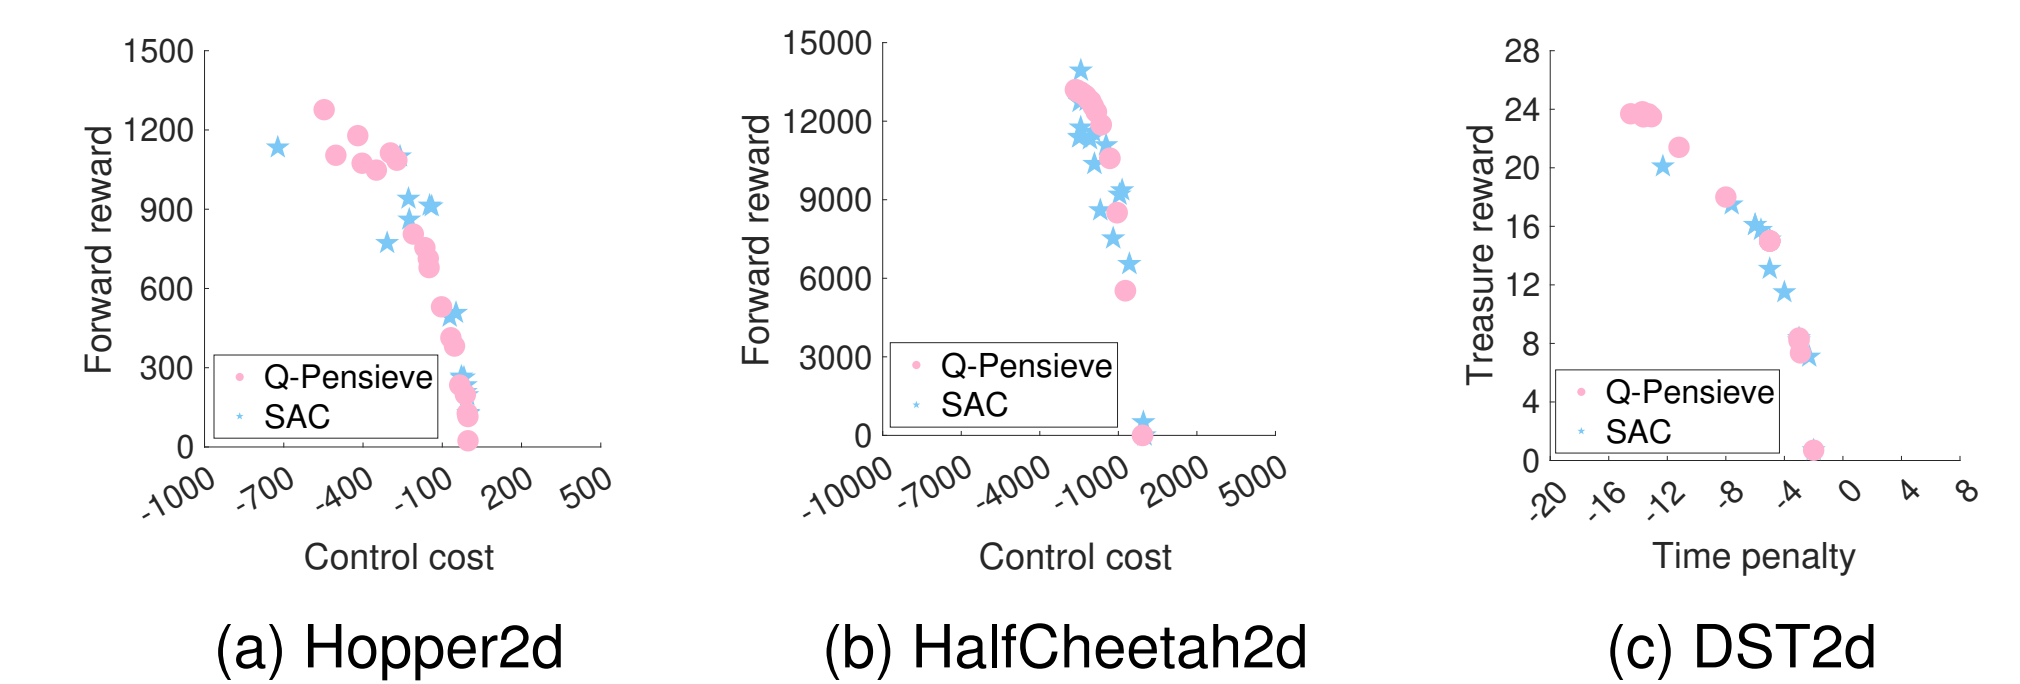 1500
1200
900
600
300
0
Forward reward
Q-Pensieve
SAC
-1000
-700
-400
-100
200
500
Control cost
(a) Hopper2d
15000
12000
9000
6000
3000
0
Forward reward
Q-Pensieve
SAC
-10000
-7000
-4000
-1000
2000
5000
Control cost
(b) HalfCheetah2d
28
24
20
16
12
8
4
0
Treasure reward
Q-Pensieve
SAC
-20
-16
-12
-8
-4
0
4
8
Time penalty
(c) DST2d